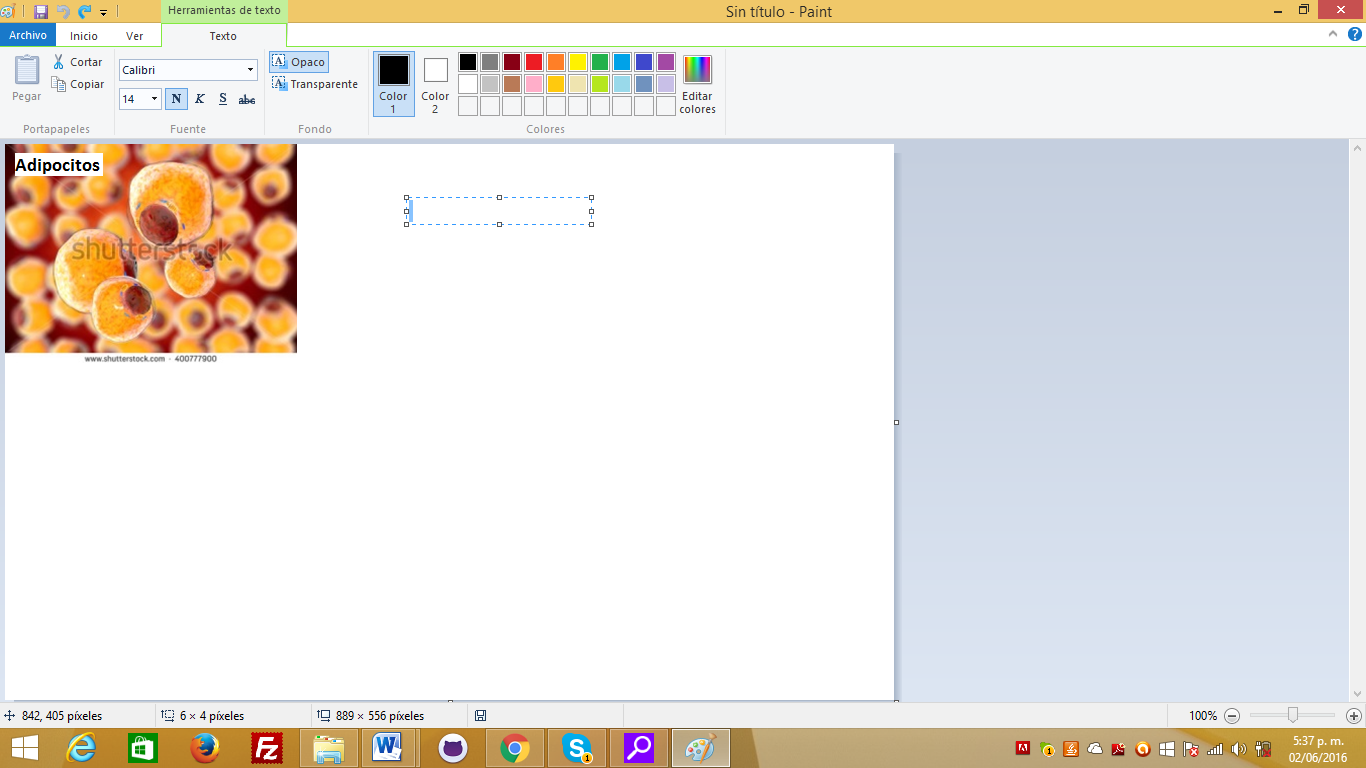 Herramientas de texto
Sin título - Paint
Archivo
Inicio
Ver
Texto
Pegar
Cortar
Copiar
Calibri
14
N K S abc
Opaco
Transparente
Color 1
Color 2
Editar colores
Portapapeles
Fuente
Fondo
Colores
Adipocitos
shutterstock
www.shutterstock.com · 400777900
842, 405 píxeles
6 × 4 píxeles
889 × 556 píxeles
100%
5:37 p. m.
02/06/2016